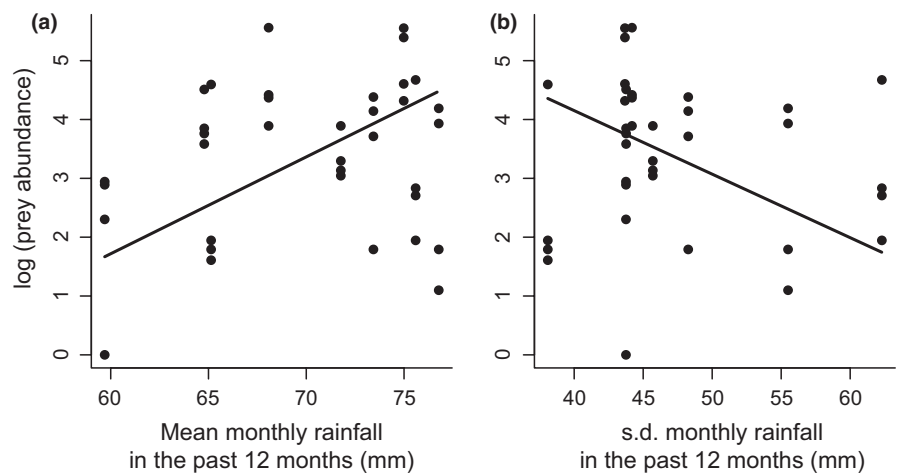 (a)
log (prey abundance)
0 1 2 3 4 5
60 65 70 75
Mean monthly rainfall
in the past 12 months (mm)
(b)
0 1 2 3 4 5
40 45 50 55 60
s.d. monthly rainfall
in the past 12 months (mm)